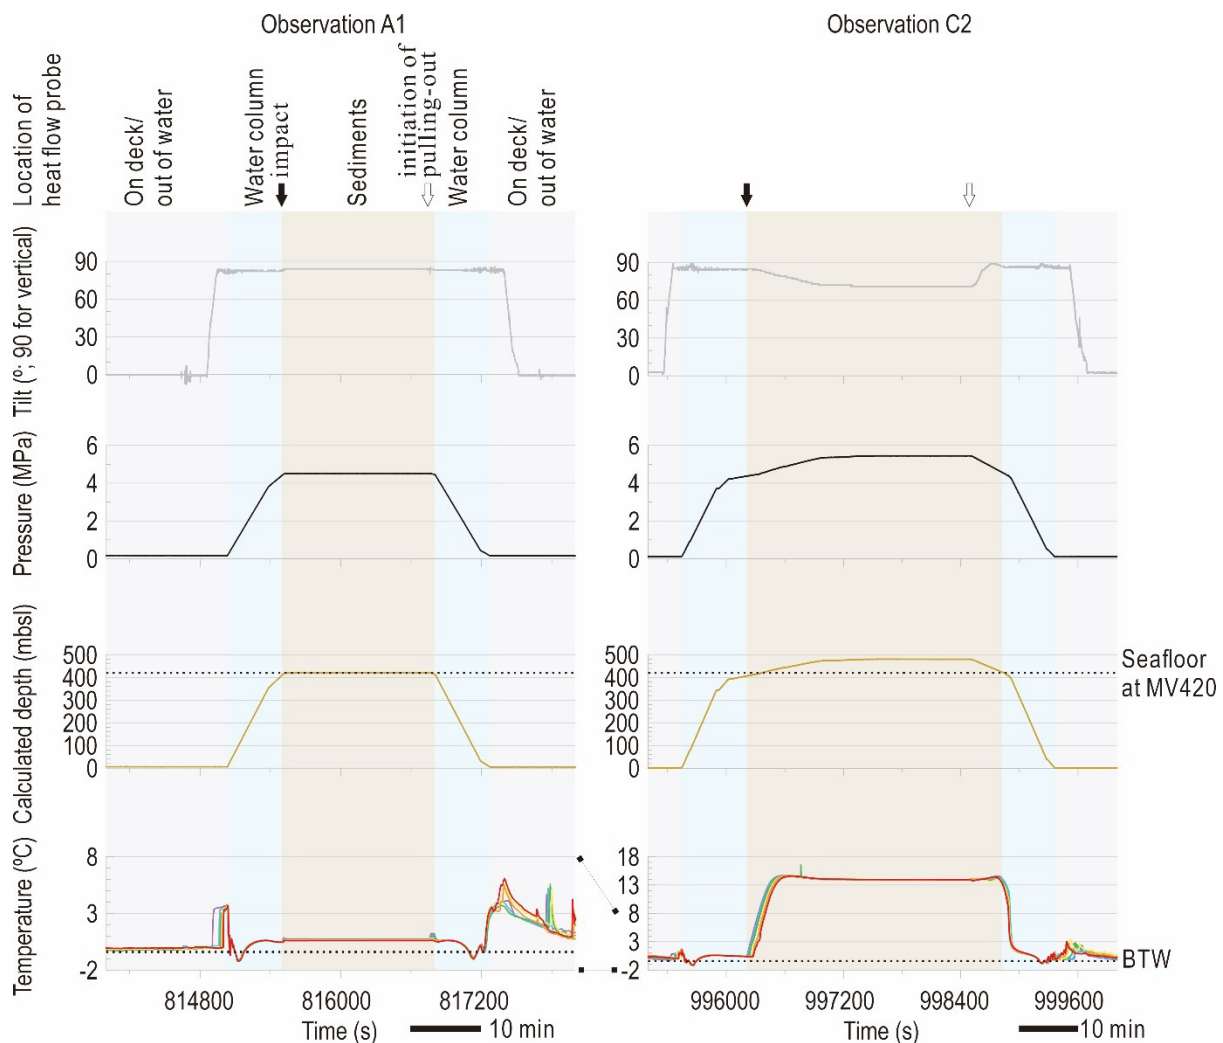 Observation A1
Observation C2
Location of
heat flow probe
On deck/
out of water
Water column
impact
Sediments
initiation of
pulling-out
Water column
On deck/
out of water
Tilt (º; 90 for vertical)
90
60
30
0
90
60
30
0
Pressure (MPa)
6
4
2
0
6
4
2
0
Calculated depth (mbsl)
500
400
300
200
100
0
500
400
300
200
100
0
Seafloor
at MV420
Temperature (ºC)
8
3
-2
18
13
8
3
-2
BTW
814800
816000
817200
996000
997200
998400
999600
Time (s)
10 min
Time (s)
10 min